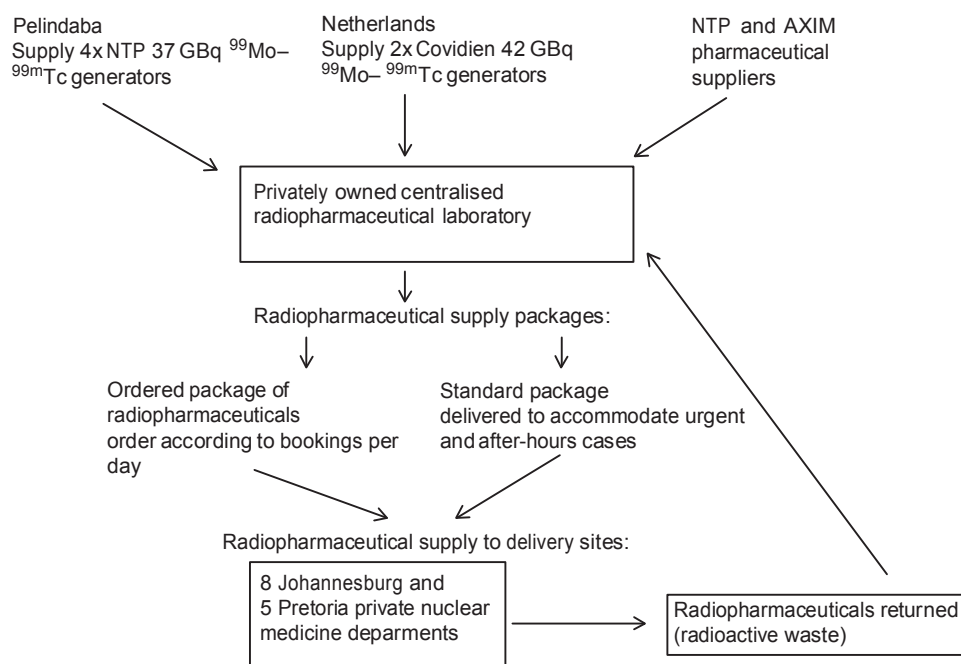 Pelindaba
Supply 4x NTP 37 GBq ⁹⁹Mo–
⁹⁹ᵐTc generators
Netherlands
Supply 2x Covidien 42 GBq
⁹⁹Mo– ⁹⁹ᵐTc generators
NTP and AXIM
pharmaceutical
suppliers
Privately owned centralised
radiopharmaceutical laboratory
Radiopharmaceutical supply packages:
Ordered package of
radiopharmaceuticals
order according to bookings per
day
Standard package
delivered to accommodate urgent
and after-hours cases
Radiopharmaceutical supply to delivery sites:
8 Johannesburg and
5 Pretoria private nuclear
medicine deparments
Radiopharmaceuticals returned
(radioactive waste)